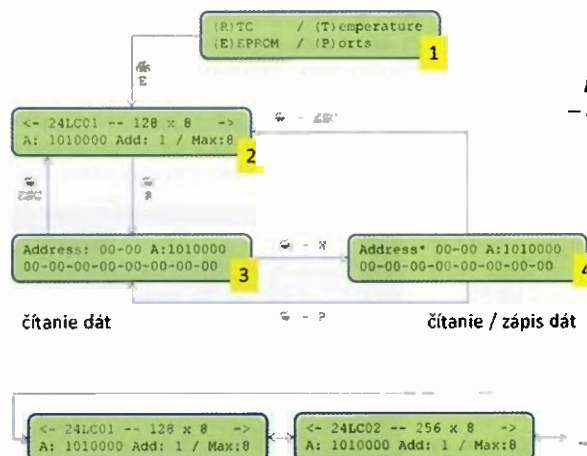 (R)TC / (T)emperature
(E)EPROM / (P)orts
1
E
<- 24LC01 -- 128 x 8 ->
A: 1010000 Add: 1 / Max:8
2
Address: 00-00 A:1010000
00-00-00-00-00-00-00-00
3
Address* 00-00 A:1010000
00-00-00-00-00-00-00-00
4
čítanie dát
čítanie / zápis dát
<- 24LC01 -- 128 x 8 ->
A: 1010000 Add: 1 / Max:8
<- 24LC02 -- 256 x 8 ->
A: 1010000 Add: 1 / Max:8